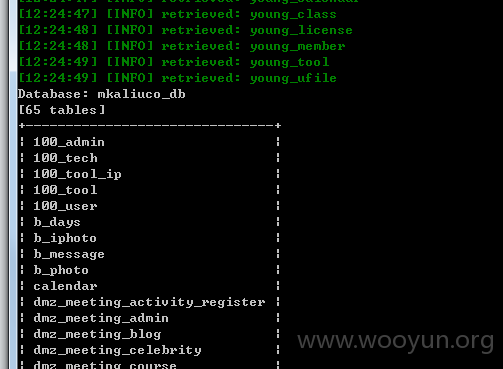 [12:24:47] [INFO] retrieved: young_class
[12:24:48] [INFO] retrieved: young_license
[12:24:48] [INFO] retrieved: young_member
[12:24:49] [INFO] retrieved: young_tool
[12:24:49] [INFO] retrieved: young_ufile
Database: mkaliuco_db
[65 tables]
+-------------------------------+
| 100_admin |
| 100_tech |
| 100_tool_ip |
| 100_tool |
| 100_user |
| b_days |
| b_iphoto |
| b_message |
| b_photo |
| calendar |
| dmz_meeting_activity_register |
| dmz_meeting_admin |
| dmz_meeting_blog |
| dmz_meeting_celebrity |
| dmz_meeting_course |
www.wooyun.org